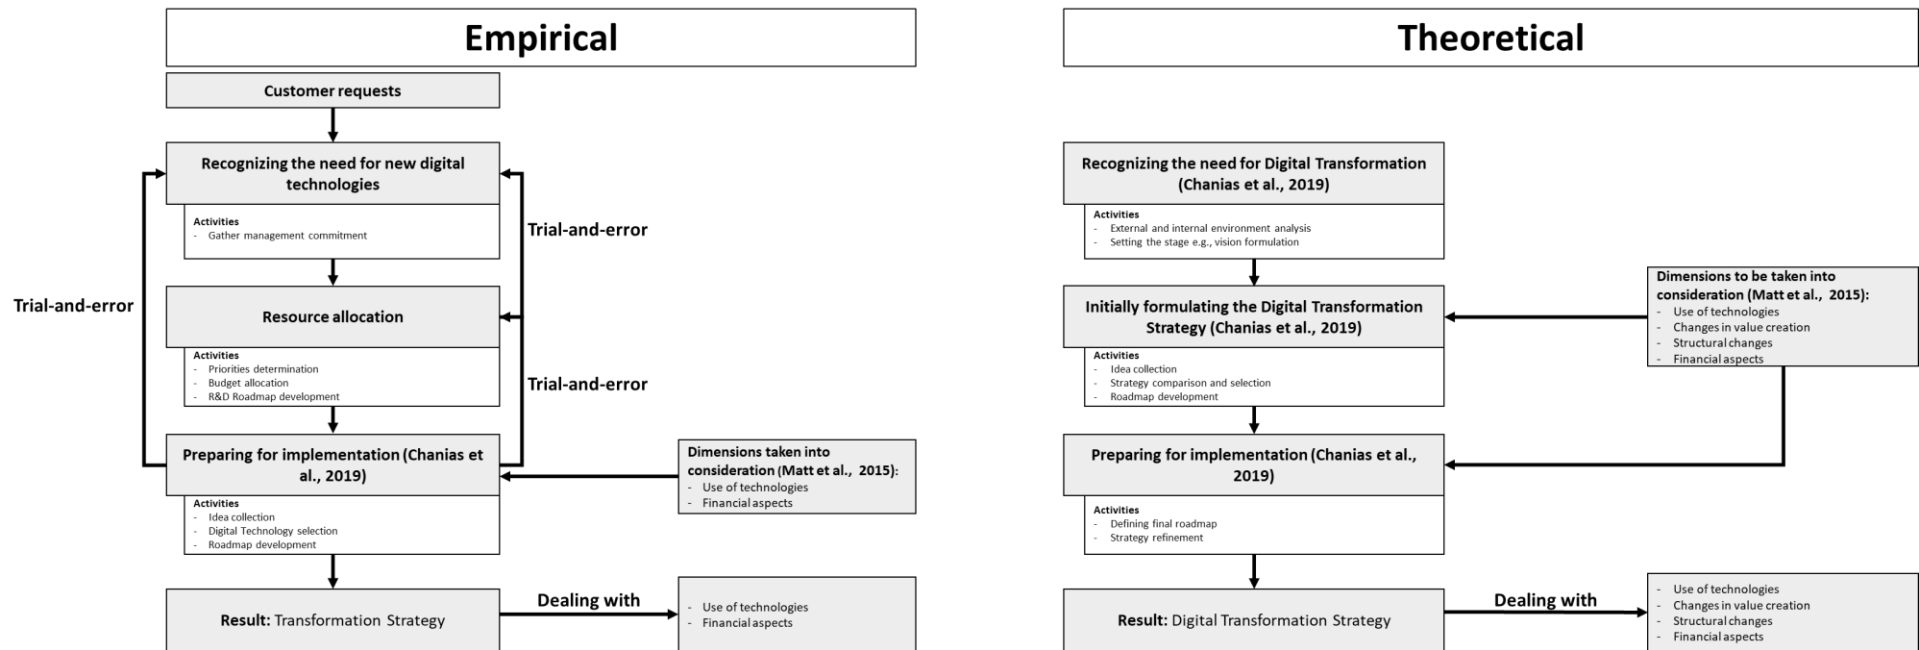 Empirical
Customer requests
Recognizing the need for new digital
technologies
Activities
- Gather management commitment
Trial-and-error
Trial-and-error
Resource allocation
Activities
- Priorities determination
- Budget allocation
- R&D Roadmap development
Trial-and-error
Preparing for implementation (Chanias et
al., 2019)
Activities
- Idea collection
- Digital Technology selection
- Roadmap development
Dimensions taken into
consideration (Matt et al., 2015):
- Use of technologies
- Financial aspects
Result: Transformation Strategy
Dealing with
- Use of technologies
- Financial aspects
Theoretical
Recognizing the need for Digital Transformation
(Chanias et al., 2019)
Activities
- External and internal environment analysis
- Setting the stage e.g., vision formulation
Initially formulating the Digital Transformation
Strategy (Chanias et al., 2019)
Activities
- Idea collection
- Strategy comparison and selection
- Roadmap development
Dimensions to be taken into
consideration (Matt et al., 2015):
- Use of technologies
- Changes in value creation
- Structural changes
- Financial aspects
Preparing for implementation (Chanias et al.,
2019)
Activities
- Defining final roadmap
- Strategy refinement
Result: Digital Transformation Strategy
Dealing with
- Use of technologies
- Changes in value creation
- Structural changes
- Financial aspects